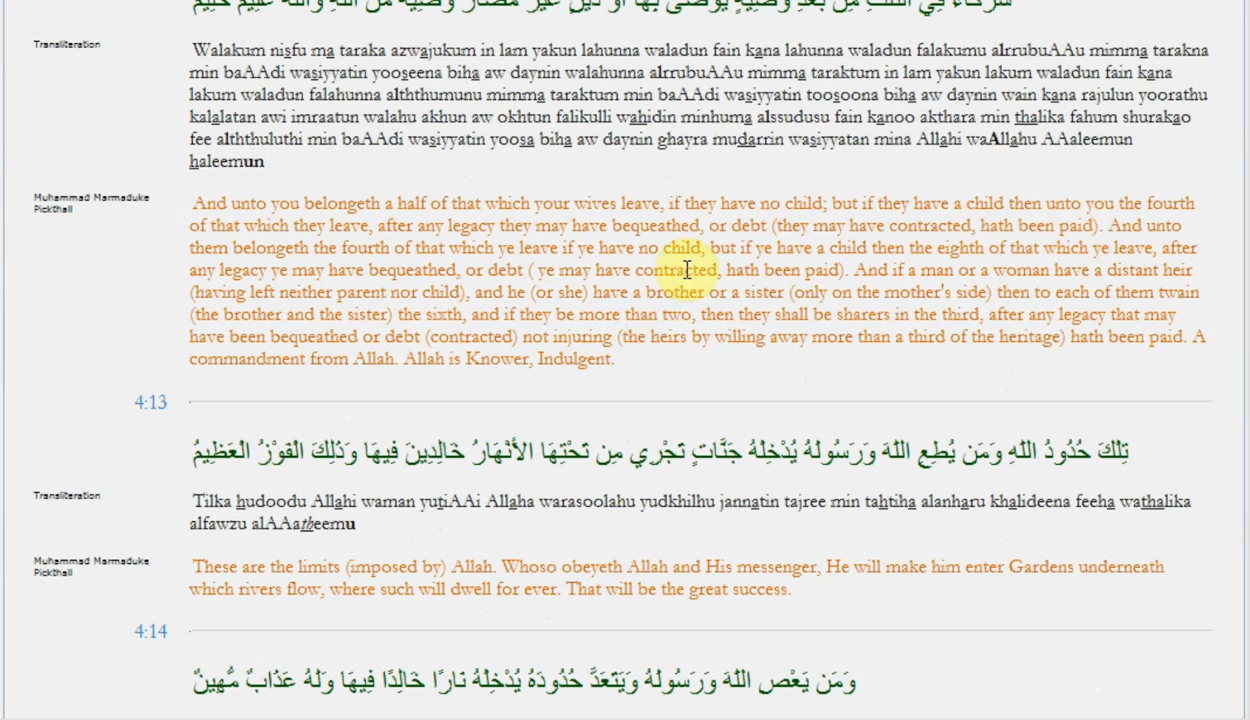 شُرَكَاءُ فِي الثُّلُثِ مِن بَعْدِ وَصِيَّةٍ يُوصَىٰ بِهَا أَوْ دَيْنٍ غَيْرَ مُضَارٍّ وَصِيَّةً مِّنَ اللَّهِ وَاللَّهُ عَلِيمٌ حَلِيمٌ
Transliteration
Walakum nisfu ma taraka azwajukum in lam yakun lahunna waladun fain kana lahunna waladun falakumu alrrubuAAu mimma tarakna
min baAAdi wasiyyatin yooseena biha aw daynin walahunna alrrubuAAu mimma taraktum in lam yakun lakum waladun fain kana
lakum waladun falahunna alththumunu mimma taraktum min baAAdi wasiyyatin toosoona biha aw daynin wain kana rajulun yoorathu
kalalatan awi imraatun walahu akhun aw okhtun falikulli wahidin minhuma alssudusu fain kanoo akthara min thalika fahum shurakao
fee alththuluthi min baAAdi wasiyyatin yoosa biha aw daynin ghayra mudarrin wasiyyatan mina Allahi waAllahu AAaleemun
haleemun
Muhammad Marmaduke
Pickthall
And unto you belongeth a half of that which your wives leave, if they have no child; but if they have a child then unto you the fourth
of that which they leave, after any legacy they may have bequeathed, or debt (they may have contracted, hath been paid). And unto
them belongeth the fourth of that which ye leave if ye have no child, but if ye have a child then the eighth of that which ye leave, after
any legacy ye may have bequeathed, or debt ( ye may have contracted, hath been paid). And if a man or a woman have a distant heir
(having left neither parent nor child), and he (or she) have a brother or a sister (only on the mother's side) then to each of them twain
(the brother and the sister) the sixth, and if they be more than two, then they shall be sharers in the third, after any legacy that may
have been bequeathed or debt (contracted) not injuring (the heirs by willing away more than a third of the heritage) hath been paid. A
commandment from Allah. Allah is Knower, Indulgent.
4:13
تِلْكَ حُدُودُ اللَّهِ وَمَن يُطِعِ اللَّهَ وَرَسُولَهُ يُدْخِلْهُ جَنَّاتٍ تَجْرِي مِن تَحْتِهَا الْأَنْهَارُ خَالِدِينَ فِيهَا وَذَٰلِكَ الْفَوْزُ الْعَظِيمُ
Transliteration
Tilka hudoodu Allahi waman yutiAAi Allaha warasoolahu yudkhilhu jannatin tajree min tahtiha alanharu khalideena feeha wathalika
alfawzu alAAatheemu
Muhammad Marmaduke
Pickthall
These are the limits (imposed by) Allah. Whoso obeyeth Allah and His messenger, He will make him enter Gardens underneath
which rivers flow, where such will dwell for ever. That will be the great success.
4:14
وَمَن يَعْصِ اللَّهَ وَرَسُولَهُ وَيَتَعَدَّ حُدُودَهُ يُدْخِلْهُ نَارًا خَالِدًا فِيهَا وَلَهُ عَذَابٌ مُّهِينٌ